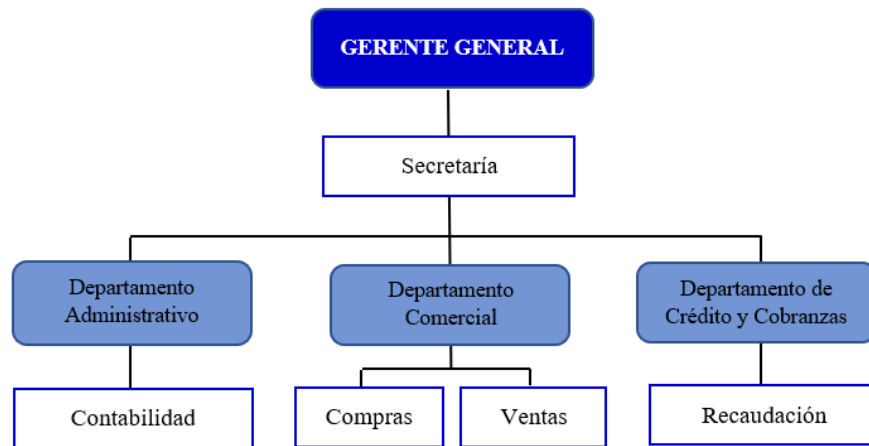 GERENTE GENERAL
Secretaría
Departamento
Administrativo
Departamento
Comercial
Departamento de
Crédito y Cobranzas
Contabilidad
Compras
Ventas
Recaudación